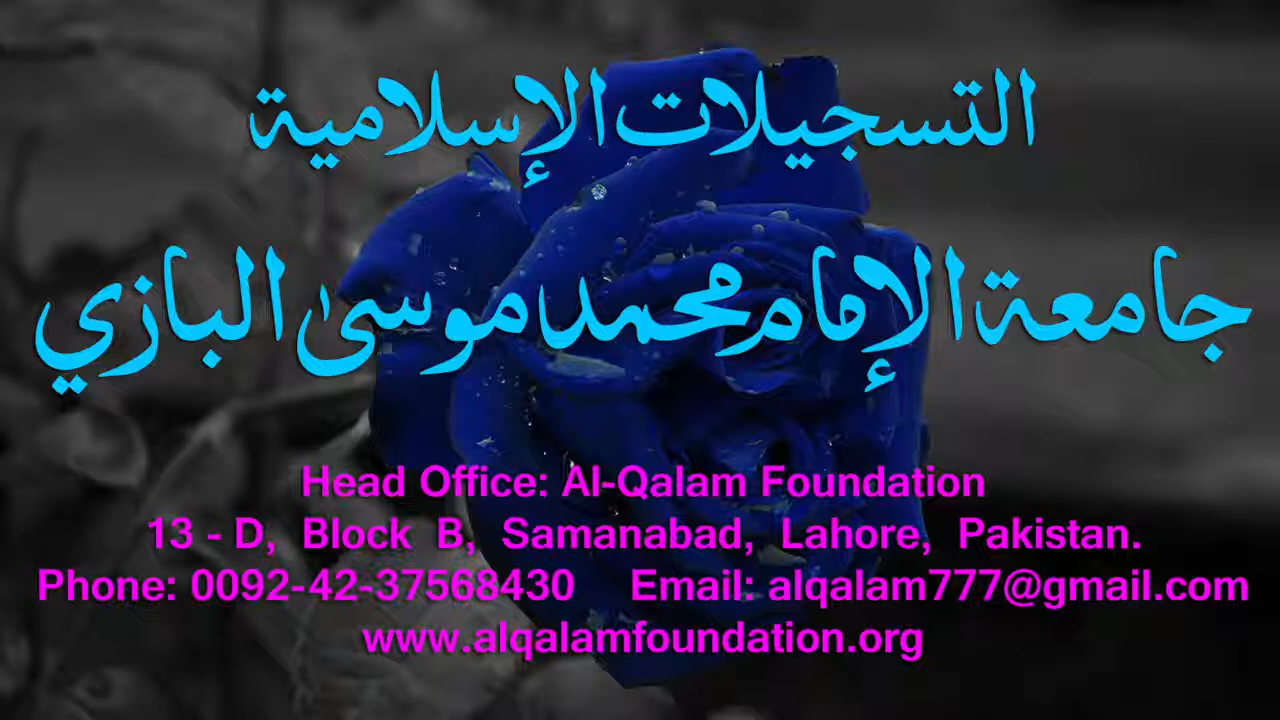 التسجيلات الإسلامية
جامعة الإمام محمد موسىٰ البازي
Head Office: Al-Qalam Foundation
13 - D, Block B, Samanabad, Lahore, Pakistan.
Phone: 0092-42-37568430 Email: alqalam777@gmail.com
www.alqalamfoundation.org